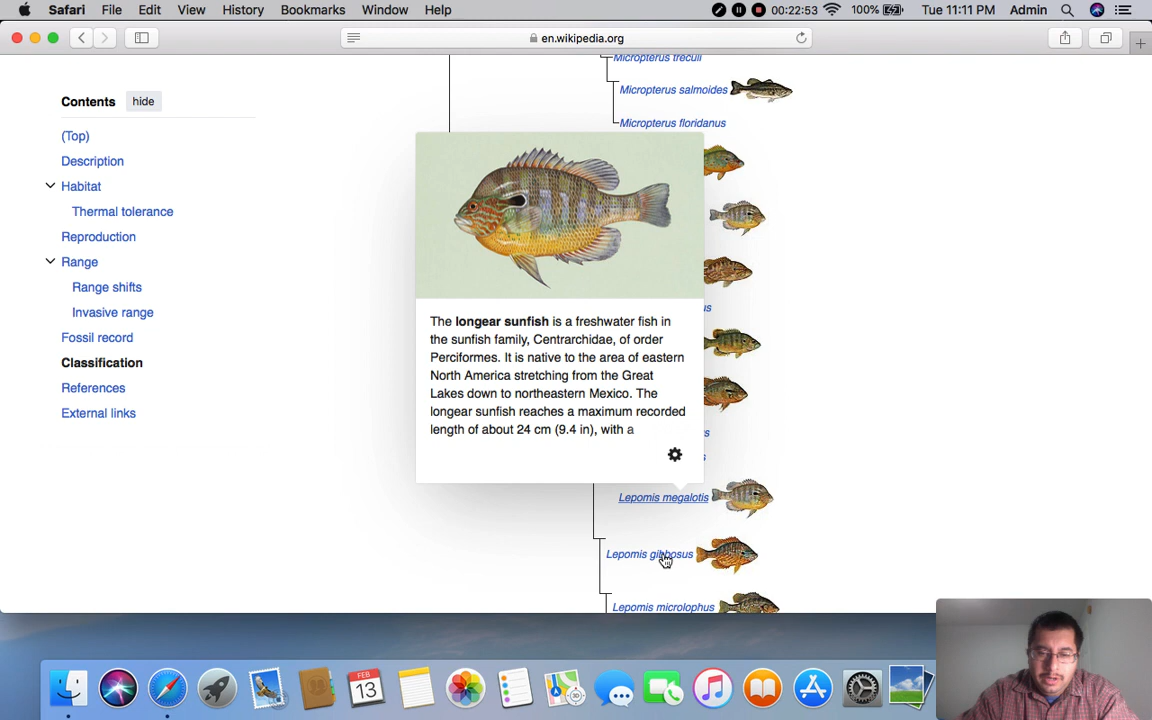 Safari File Edit View History Bookmarks Window Help 00:22:53 100% Tue 11:11 PM Admin
en.wikipedia.org
Contents hide
(Top)
Description
Habitat
Thermal tolerance
Reproduction
Range
Range shifts
Invasive range
Fossil record
Classification
References
External links
Micropterus treculi
Micropterus salmoides
Micropterus floridanus
The longear sunfish is a freshwater fish in
the sunfish family, Centrarchidae, of order
Perciformes. It is native to the area of eastern
North America stretching from the Great
Lakes down to northeastern Mexico. The
longear sunfish reaches a maximum recorded
length of about 24 cm (9.4 in), with a
us
s
s
Lepomis megalotis
Lepomis gibbosus
Lepomis microlophus
FEB
13